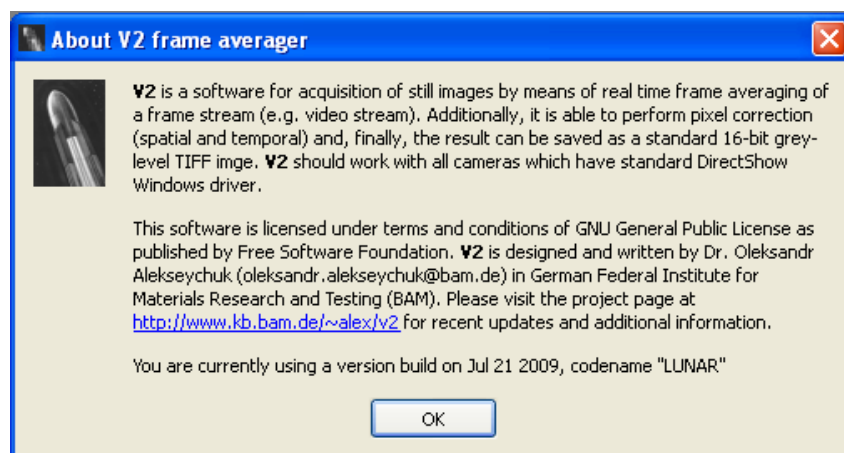 About V2 frame averager
V2 is a software for acquisition of still images by means of real time frame averaging of
a frame stream (e.g. video stream). Additionally, it is able to perform pixel correction
(spatial and temporal) and, finally, the result can be saved as a standard 16-bit grey-
level TIFF imge. V2 should work with all cameras which have standard DirectShow
Windows driver.
This software is licensed under terms and conditions of GNU General Public License as
published by Free Software Foundation. V2 is designed and written by Dr. Oleksandr
Alekseychuk (oleksandr.alekseychuk@bam.de) in German Federal Institute for
Materials Research and Testing (BAM). Please visit the project page at
http://www.kb.bam.de/~alex/v2 for recent updates and additional information.
You are currently using a version build on Jul 21 2009, codename "LUNAR"
OK